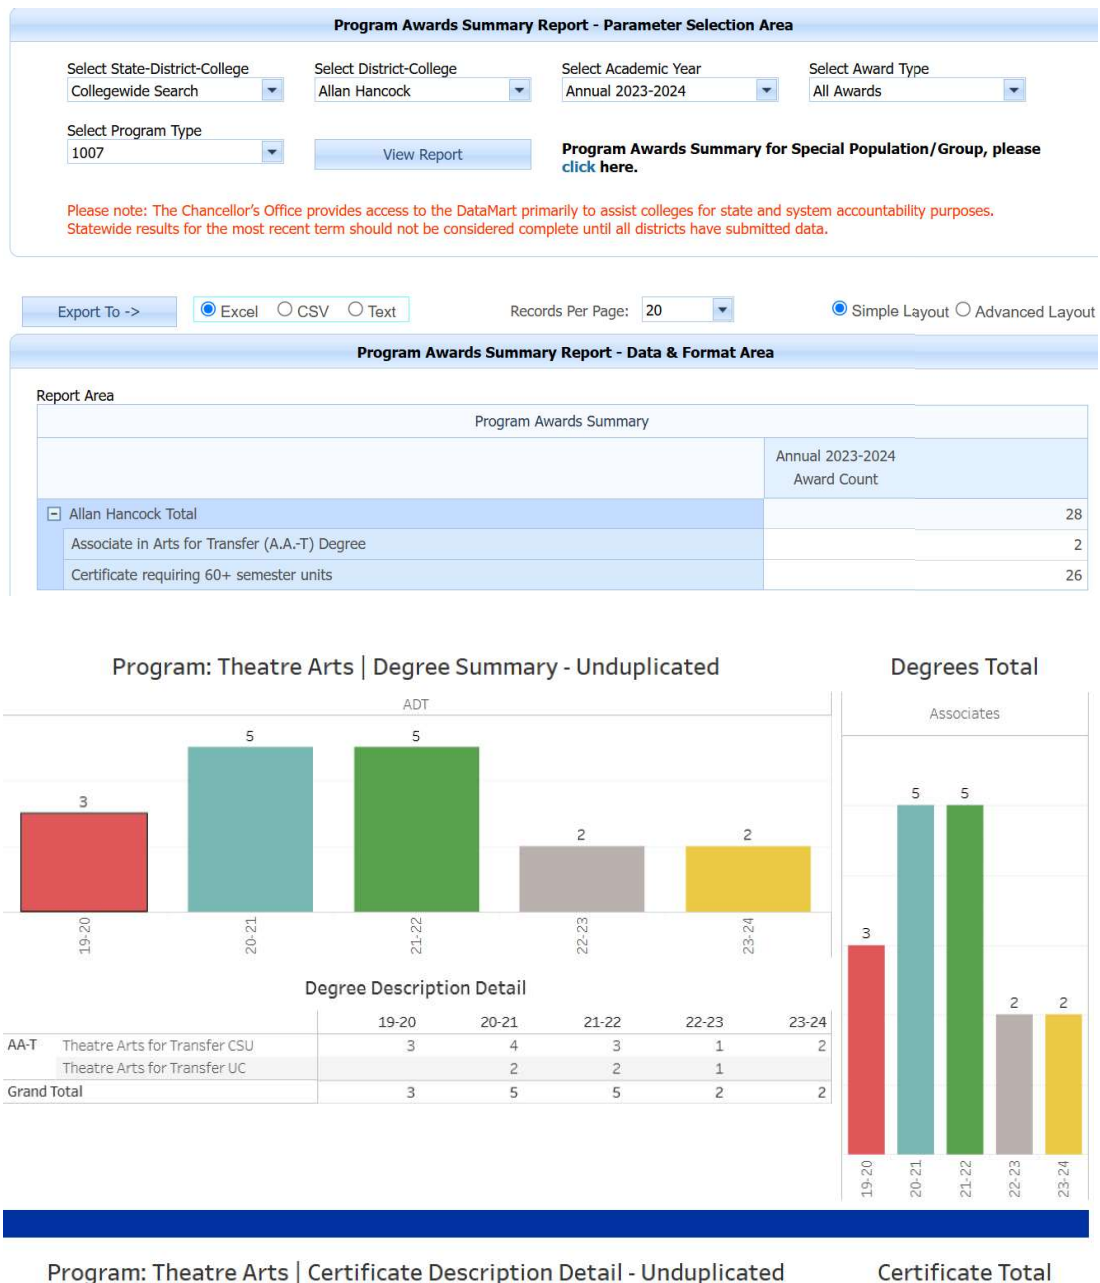 Program Awards Summary Report - Parameter Selection Area
Select State-District-College Select District-College Select Academic Year Select Award Type
Collegewide Search Allan Hancock Annual 2023-2024 All Awards
Select Program Type
1007 View Report Program Awards Summary for Special Population/Group, please
click here.
Please note: The Chancellor's Office provides access to the DataMart primarily to assist colleges for state and system accountability purposes.
Statewide results for the most recent term should not be considered complete until all districts have submitted data.
Export To -> Excel CSV Text Records Per Page: 20 Simple Layout Advanced Layout
Program Awards Summary Report - Data & Format Area
Report Area
Program Awards Summary
Annual 2023-2024
Award Count
Allan Hancock Total 28
Associate in Arts for Transfer (A.A.-T) Degree 2
Certificate requiring 60+ semester units 26
Program: Theatre Arts | Degree Summary - Unduplicated
ADT
3 5 5 2 2
19-20 20-21 21-22 22-23 23-24
Degree Description Detail
19-20 20-21 21-22 22-23 23-24
AA-T Theatre Arts for Transfer CSU 3 4 3 1 2
Theatre Arts for Transfer UC 2 2 1
Grand Total 3 5 5 2 2
Degrees Total
Associates
3 5 5 2 2
19-20 20-21 21-22 22-23 23-24
Program: Theatre Arts | Certificate Description Detail - Unduplicated Certificate Total